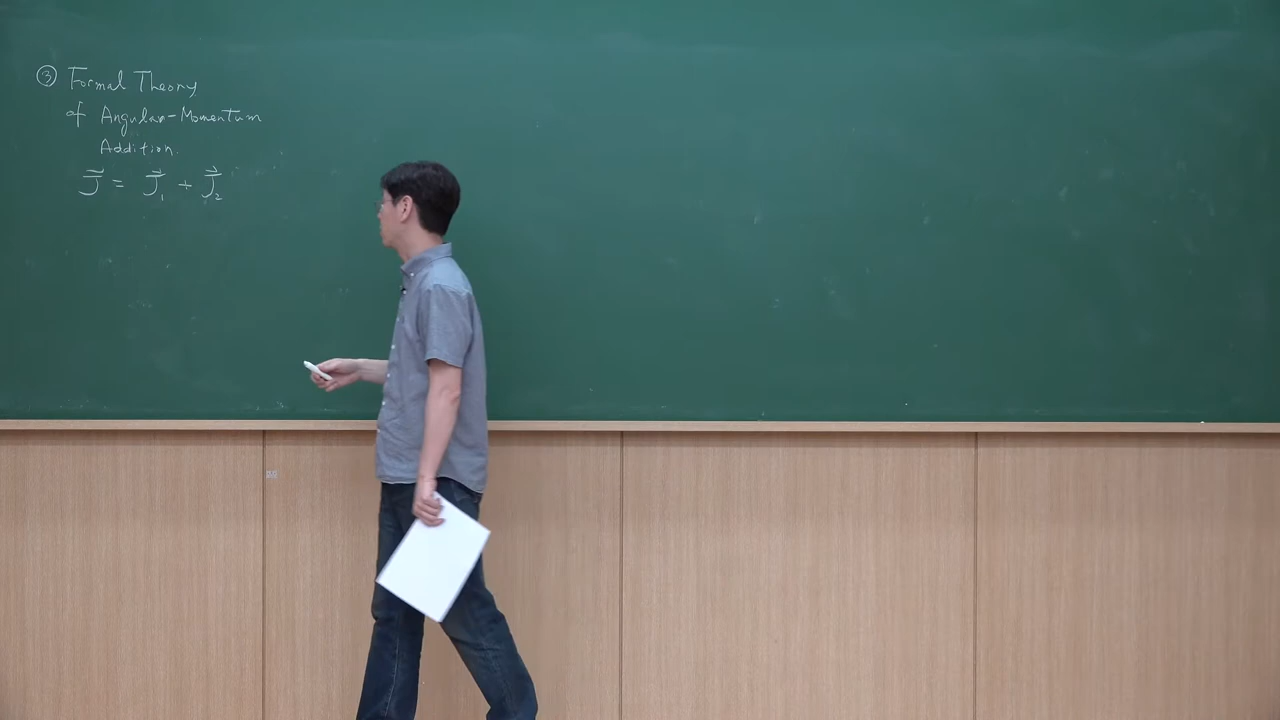 ③ Formal Theory
of Angular-Momentum
Addition.
J⃗ = J⃗₁ + J⃗₂